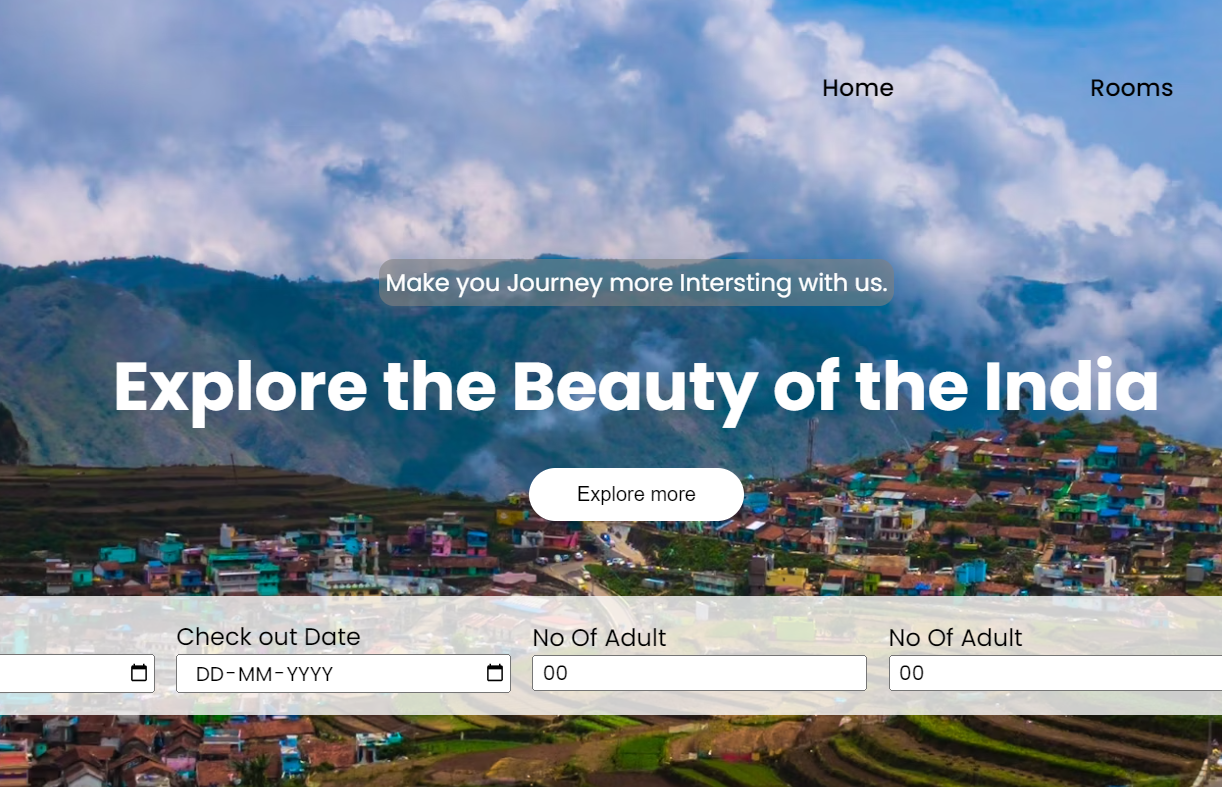 Home Rooms
Make you Journey more Intersting with us.
Explore the Beauty of the India
Explore more
Check out Date No Of Adult No Of Adult
DD-MM-YYYY 00 00